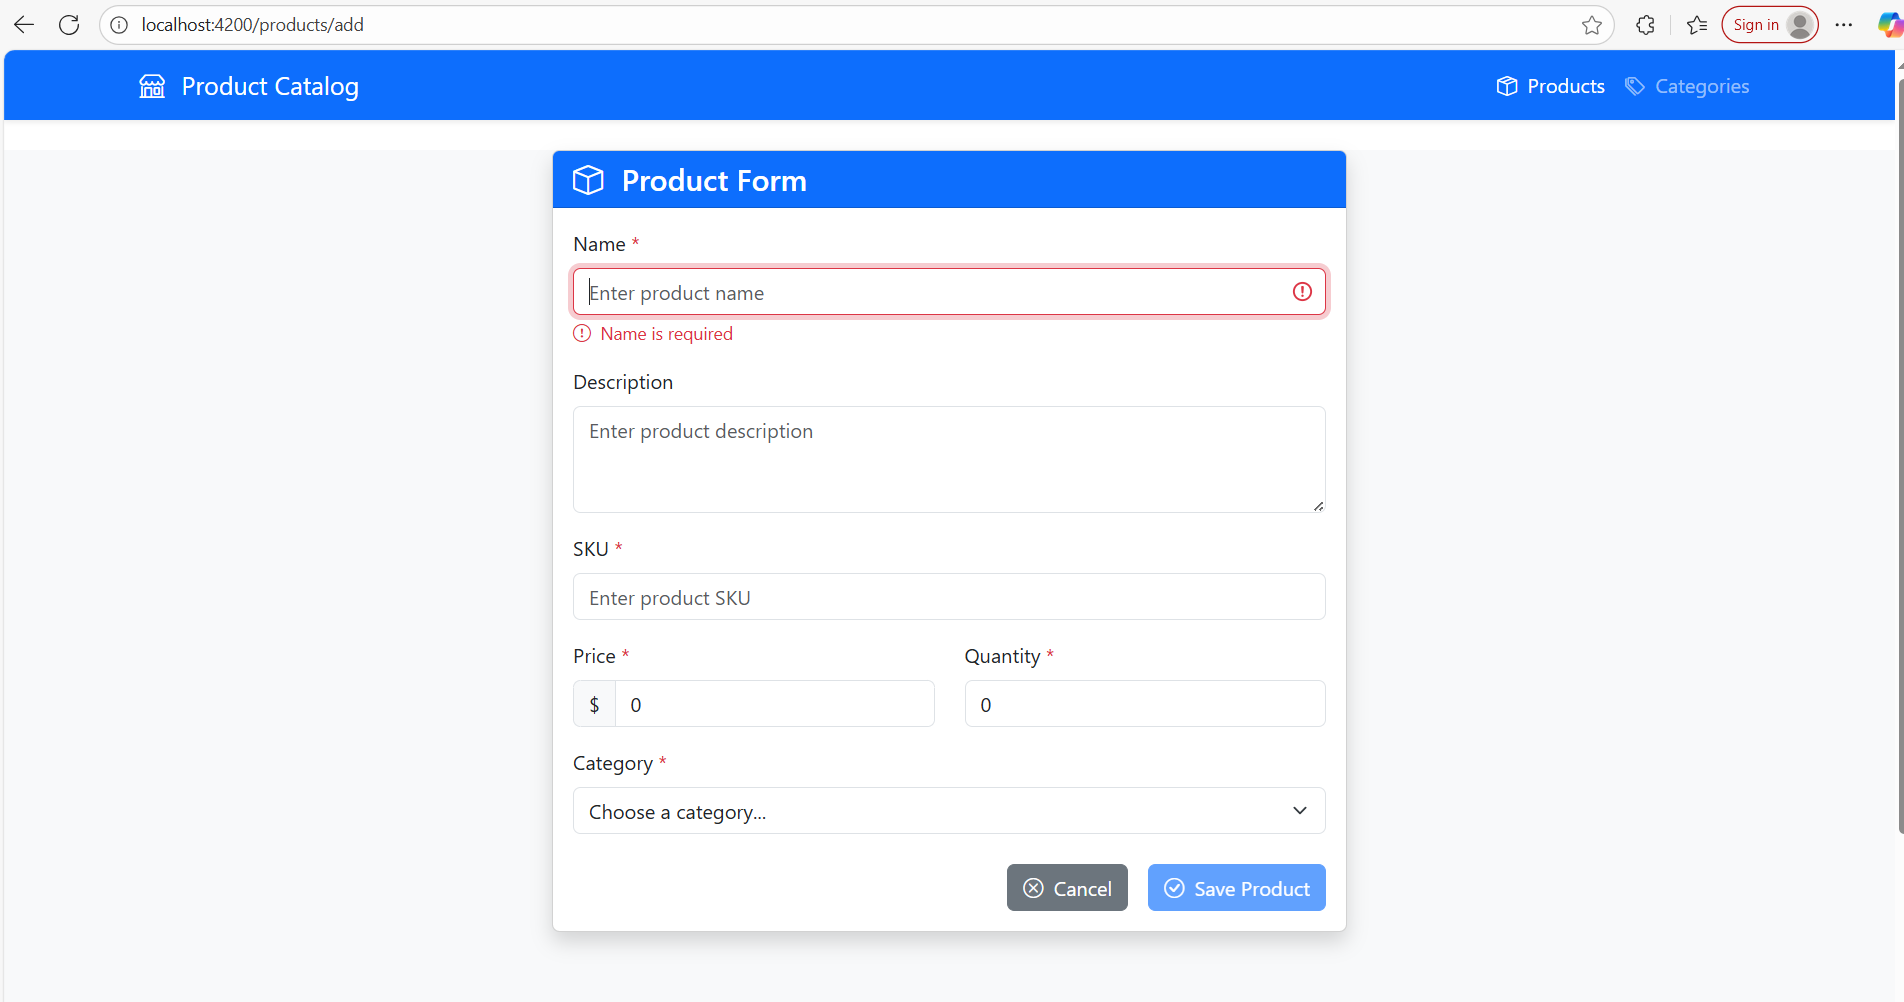 localhost:4200/products/add
Sign in
Product Catalog
Products
Categories
Product Form
Name *
Enter product name
Name is required
Description
Enter product description
SKU *
Enter product SKU
Price * Quantity *
$ 0 0
Category *
Choose a category...
Cancel Save Product